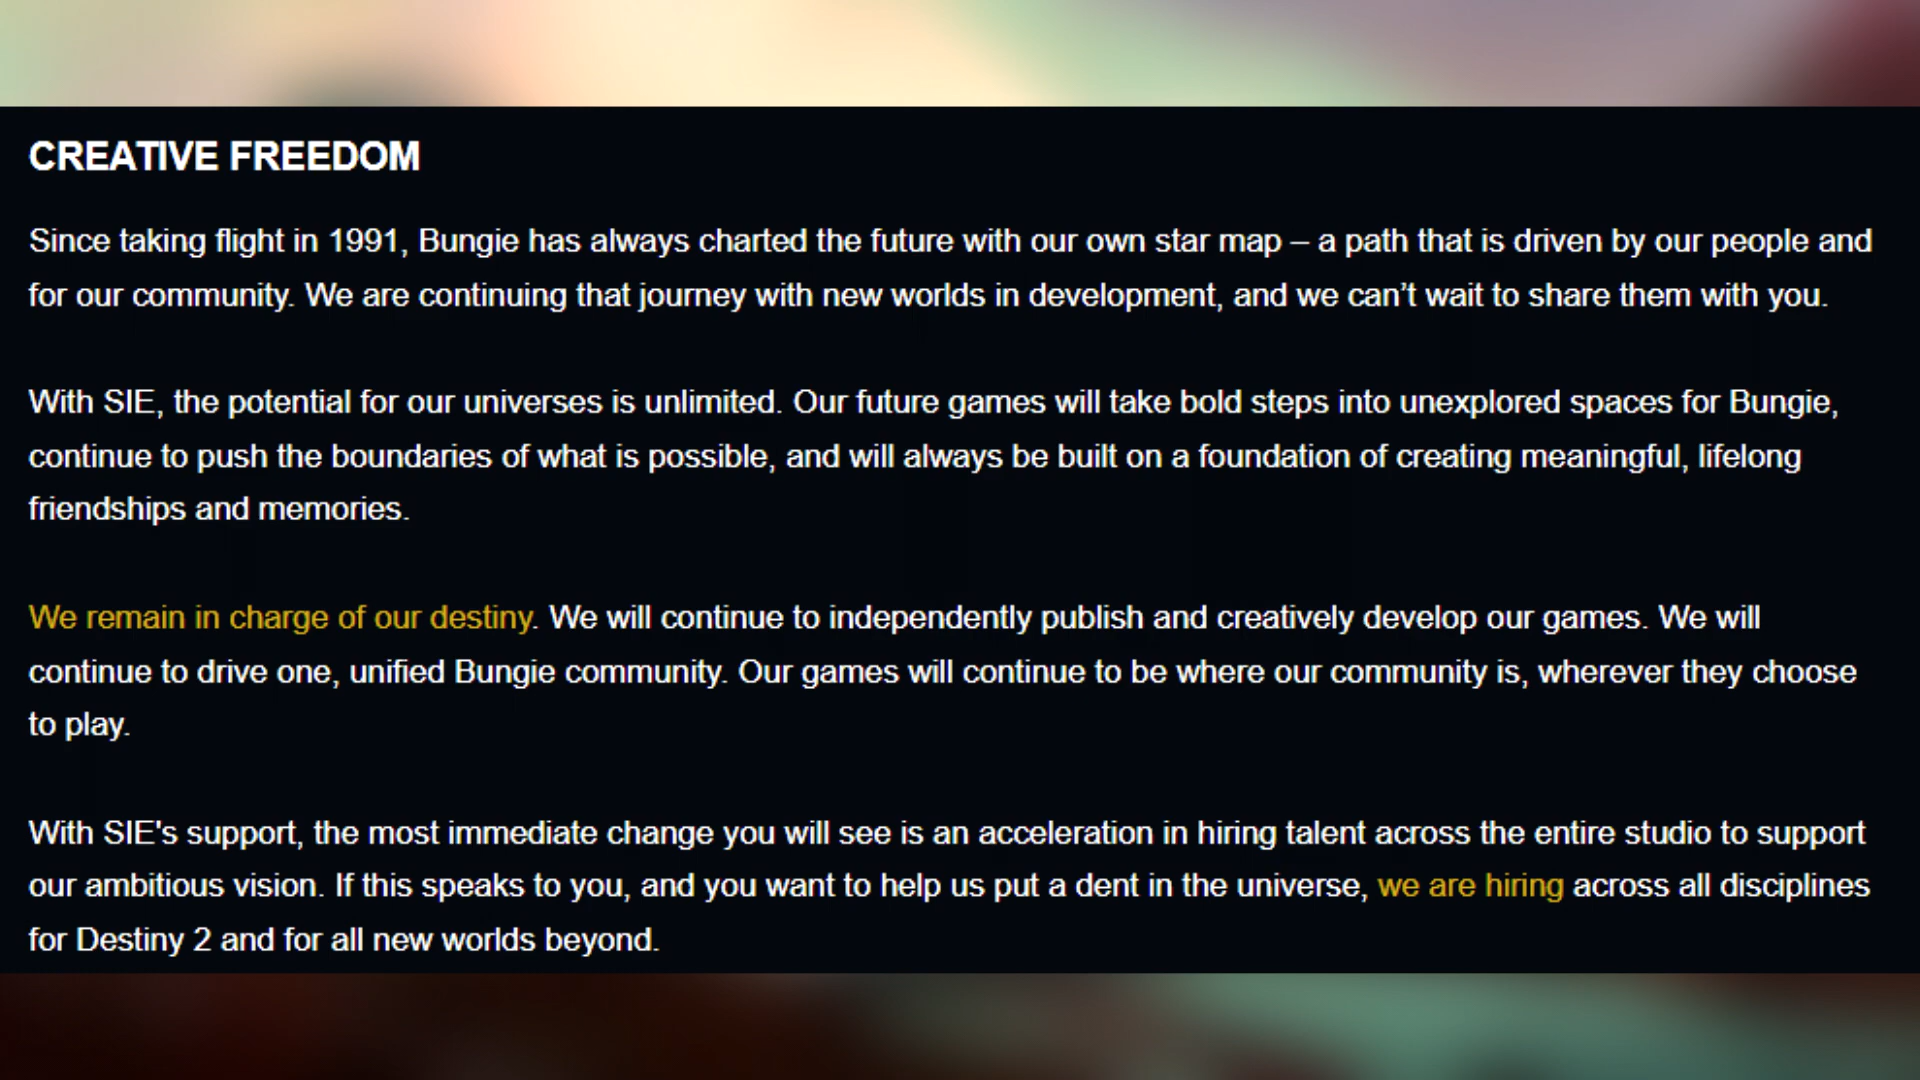 CREATIVE FREEDOM
Since taking flight in 1991, Bungie has always charted the future with our own star map – a path that is driven by our people and
for our community. We are continuing that journey with new worlds in development, and we can’t wait to share them with you.
With SIE, the potential for our universes is unlimited. Our future games will take bold steps into unexplored spaces for Bungie,
continue to push the boundaries of what is possible, and will always be built on a foundation of creating meaningful, lifelong
friendships and memories.
We remain in charge of our destiny. We will continue to independently publish and creatively develop our games. We will
continue to drive one, unified Bungie community. Our games will continue to be where our community is, wherever they choose
to play.
With SIE's support, the most immediate change you will see is an acceleration in hiring talent across the entire studio to support
our ambitious vision. If this speaks to you, and you want to help us put a dent in the universe, we are hiring across all disciplines
for Destiny 2 and for all new worlds beyond.